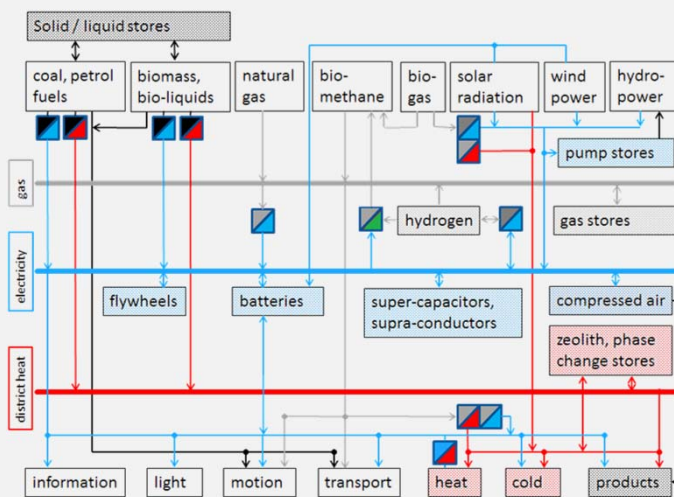 Solid / liquid stores
coal, petrol
fuels
biomass,
bio-liquids
natural
gas
bio-
methane
bio-
gas
solar
radiation
wind
power
hydro-
power
pump stores
gas
hydrogen
gas stores
electricity
flywheels
batteries
super-capacitors,
supra-conductors
compressed air
zeolith, phase
change stores
district heat
information
light
motion
transport
heat
cold
products